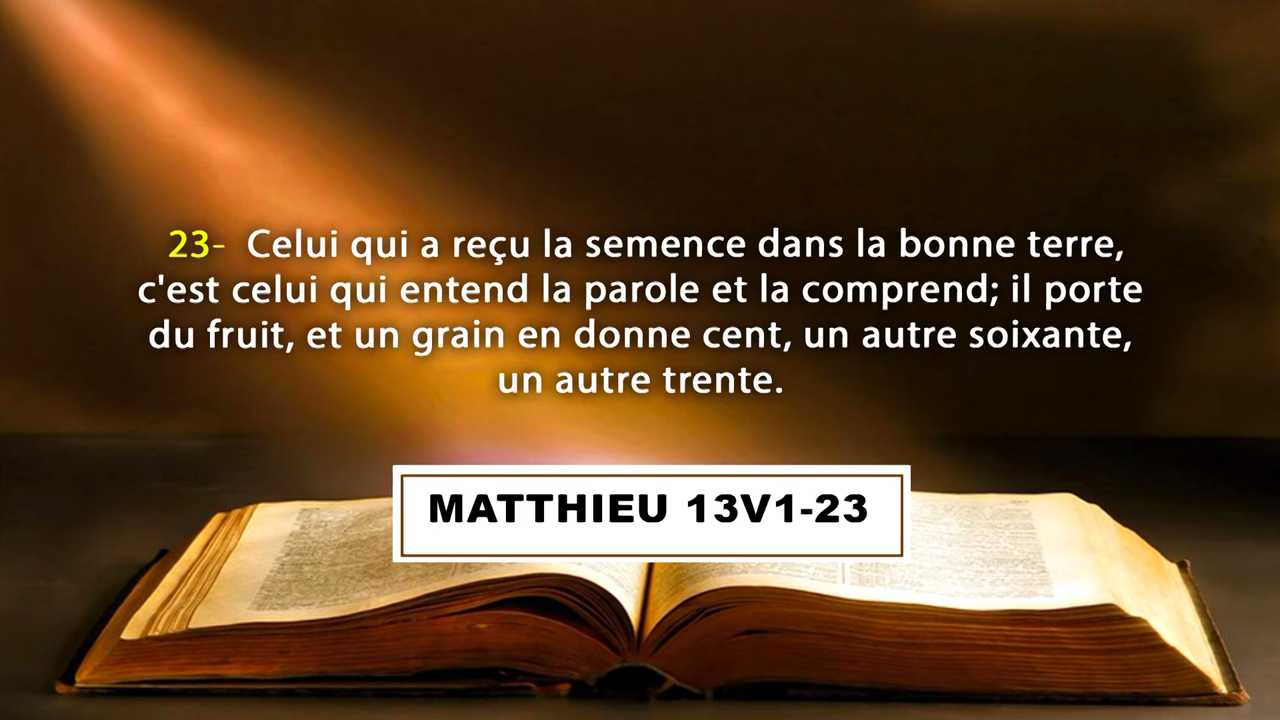 23-  Celui qui a reçu la semence dans la bonne terre,
c'est celui qui entend la parole et la comprend; il porte
du fruit, et un grain en donne cent, un autre soixante,
un autre trente.
MATTHIEU 13V1-23